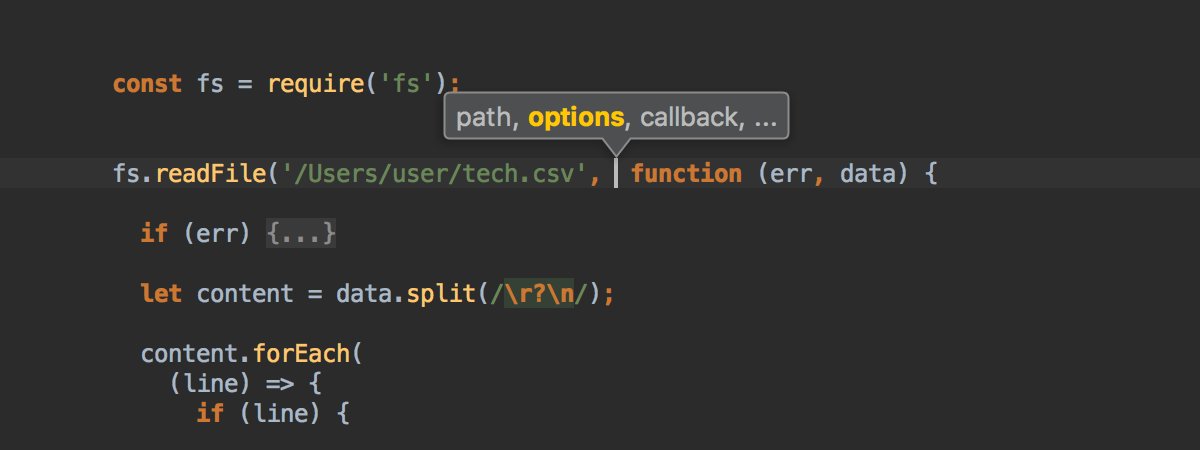 const fs = require('fs');
path, options, callback, ...
fs.readFile('/Users/user/tech.csv', function (err, data) {
if (err) {...}
let content = data.split(/\r?\n/);
content.forEach(
(line) => {
if (line) {